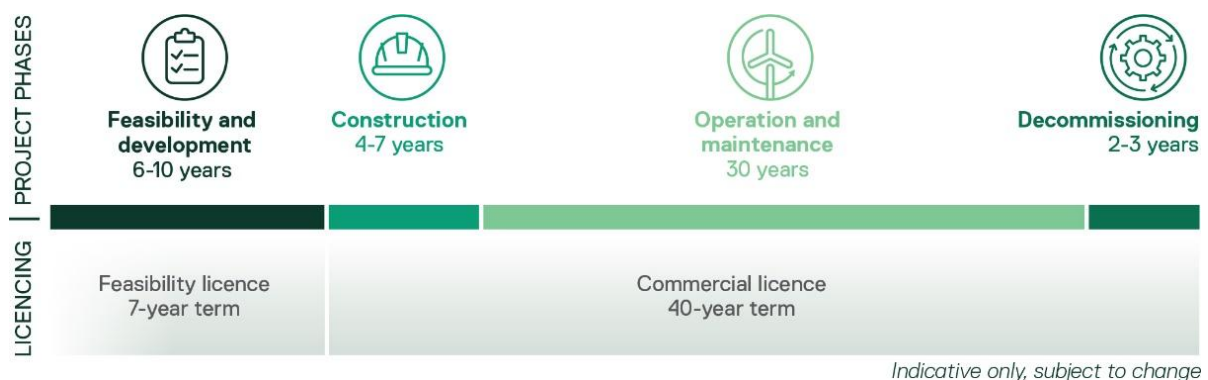 PROJECT PHASES
Feasibility and
development
6-10 years
Construction
4-7 years
Operation and
maintenance
30 years
Decommissioning
2-3 years
LICENCING
Feasibility licence
7-year term
Commercial licence
40-year term
Indicative only, subject to change